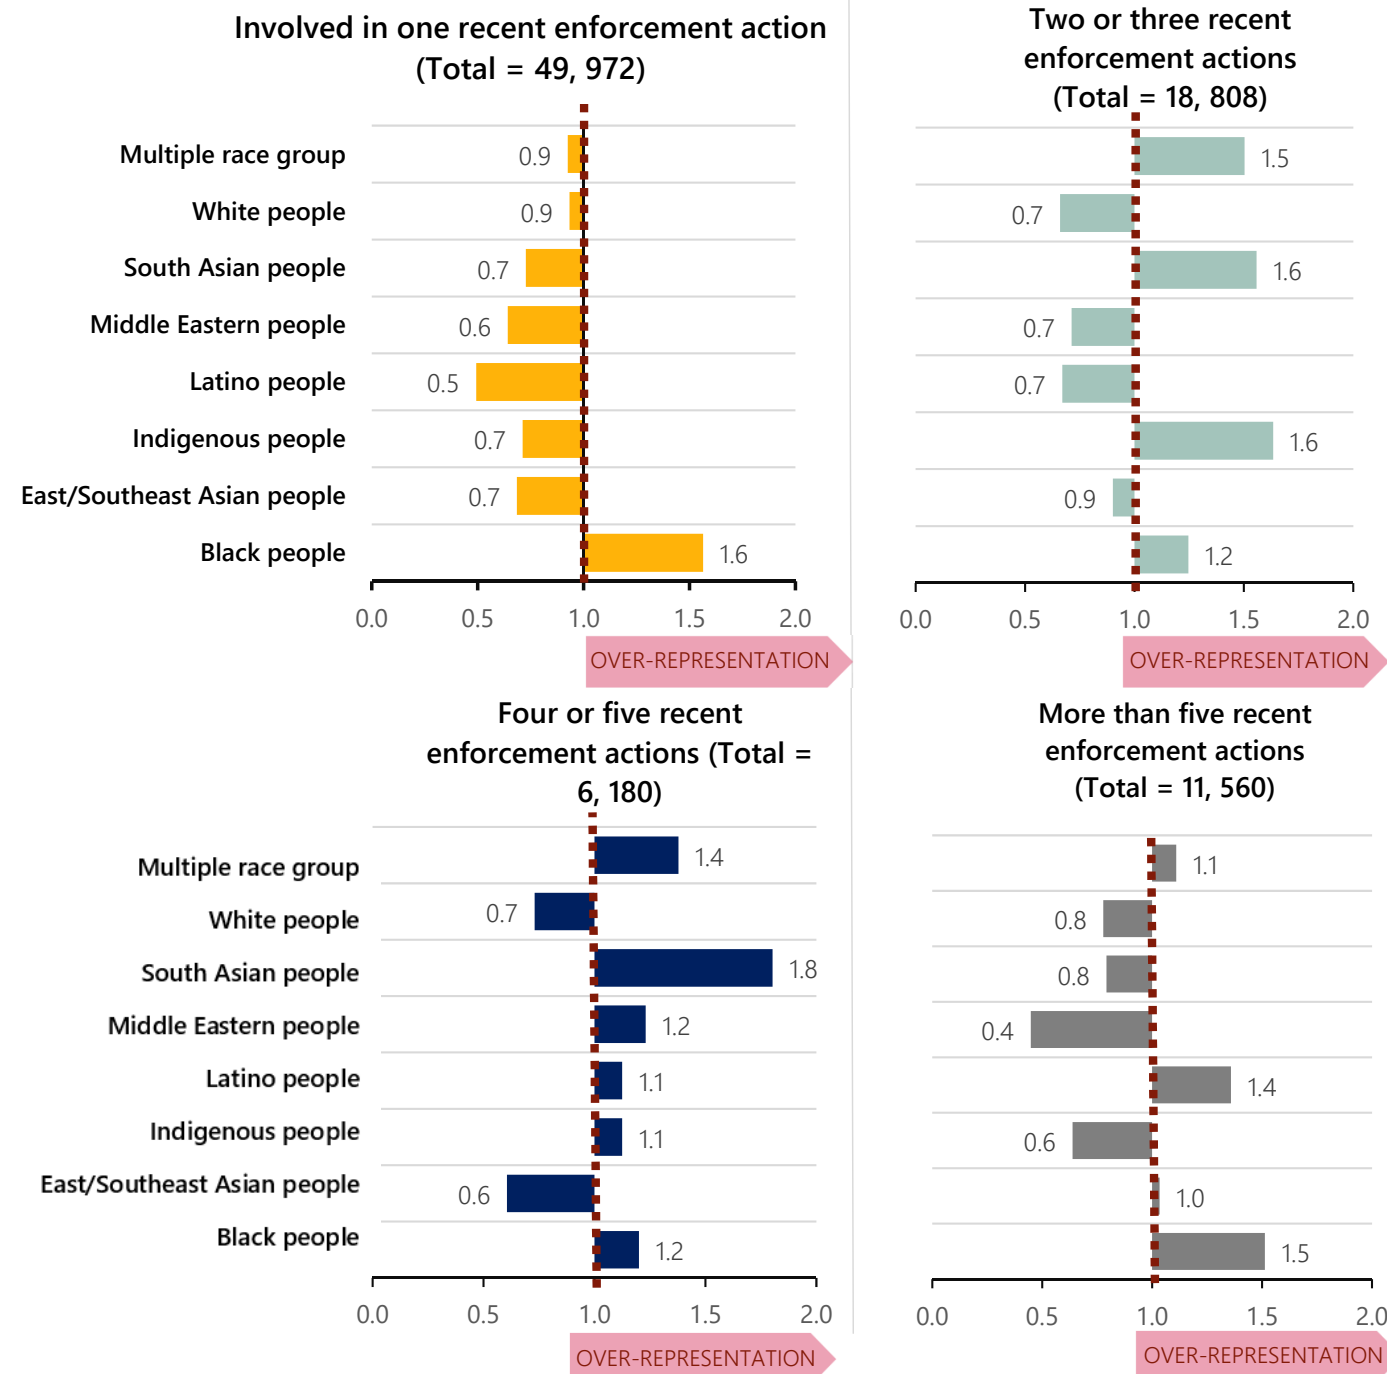 Involved in one recent enforcement action
(Total = 49, 972)
Multiple race group 0.9
White people 0.9
South Asian people 0.7
Middle Eastern people 0.6
Latino people 0.5
Indigenous people 0.7
East/Southeast Asian people 0.7
Black people 1.6
0.0 0.5 1.0 1.5 2.0
OVER-REPRESENTATION
Two or three recent
enforcement actions
(Total = 18, 808)
1.5
0.7
1.6
0.7
0.7
1.6
0.9
1.2
0.0 0.5 1.0 1.5 2.0
OVER-REPRESENTATION
Four or five recent
enforcement actions (Total =
6, 180)
Multiple race group 1.4
White people 0.7
South Asian people 1.8
Middle Eastern people 1.2
Latino people 1.1
Indigenous people 1.1
East/Southeast Asian people 0.6
Black people 1.2
0.0 0.5 1.0 1.5 2.0
OVER-REPRESENTATION
More than five recent
enforcement actions
(Total = 11, 560)
1.1
0.8
0.8
0.4
1.4
0.6
1.0
1.5
0.0 0.5 1.0 1.5 2.0
OVER-REPRESENTATION